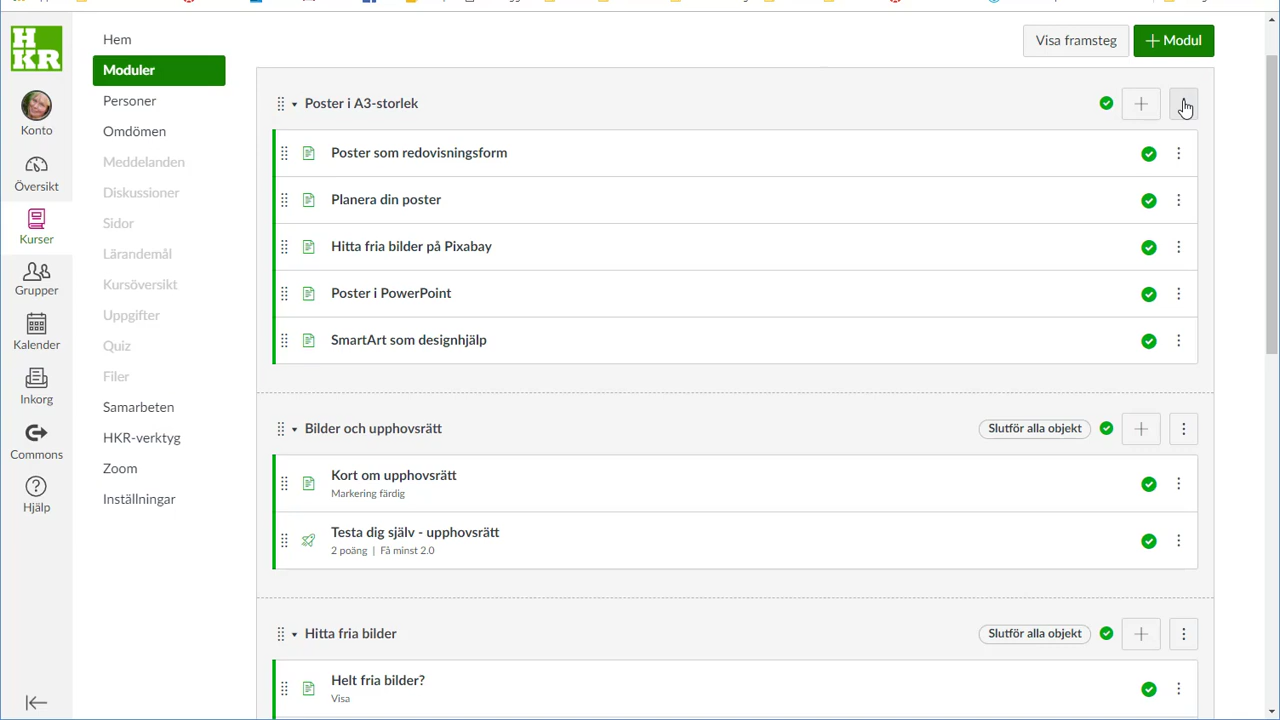 HKR
Konto
Översikt
Kurser
Grupper
Kalender
Inkorg
Commons
Hjälp
Hem
Moduler
Personer
Omdömen
Meddelanden
Diskussioner
Sidor
Lärandemål
Kursöversikt
Uppgifter
Quiz
Filer
Samarbeten
HKR-verktyg
Zoom
Inställningar
Visa framsteg
+ Modul
Poster i A3-storlek
Poster som redovisningsform
Planera din poster
Hitta fria bilder på Pixabay
Poster i PowerPoint
SmartArt som designhjälp
Bilder och upphovsrätt
Slutför alla objekt
Kort om upphovsrätt
Markering färdig
Testa dig själv - upphovsrätt
2 poäng | Få minst 2.0
Hitta fria bilder
Slutför alla objekt
Helt fria bilder?
Visa